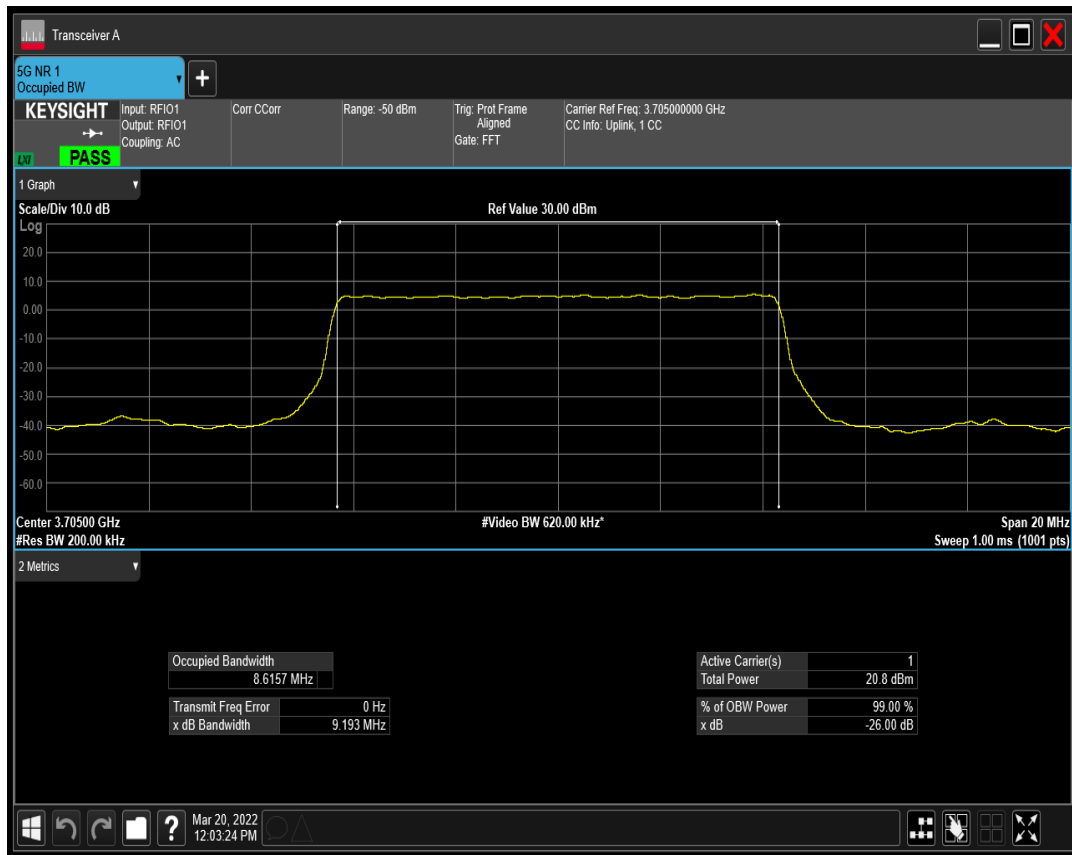 Transceiver A
5G NR 1
Occupied BW
+
KEYSIGHT
LXI
PASS
Input: RFIO1
Output: RFIO1
Coupling: AC
Corr CCorr
Range: -50 dBm
Trig: Prot Frame
Aligned
Gate: FFT
Carrier Ref Freq: 3.705000000 GHz
CC Info: Uplink, 1 CC
1 Graph
Scale/Div 10.0 dB
Ref Value 30.00 dBm
Log
20.0
10.0
0.00
-10.0
-20.0
-30.0
-40.0
-50.0
-60.0
Center 3.70500 GHz
#Video BW 620.00 kHz*
Span 20 MHz
#Res BW 200.00 kHz
Sweep 1.00 ms (1001 pts)
2 Metrics
Occupied Bandwidth
8.6157 MHz
Transmit Freq Error 0 Hz
x dB Bandwidth 9.193 MHz
Active Carrier(s) 1
Total Power 20.8 dBm
% of OBW Power 99.00 %
x dB -26.00 dB
?
Mar 20, 2022
12:03:24 PM